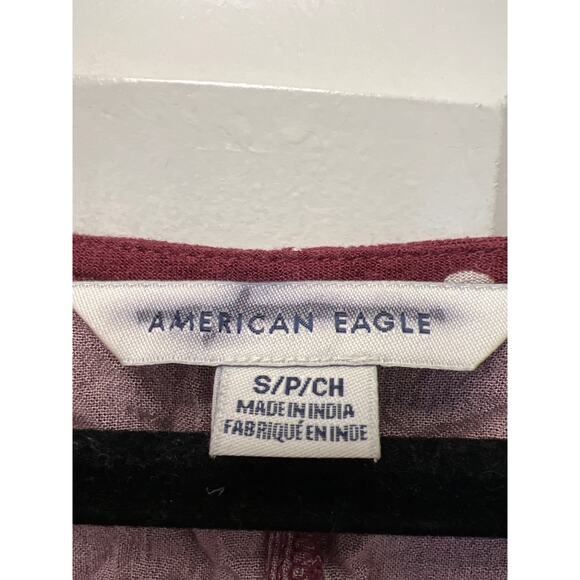 AMERICAN EAGLE
S/P/CH
MADE IN INDIA
FABRIQUÉ EN INDE